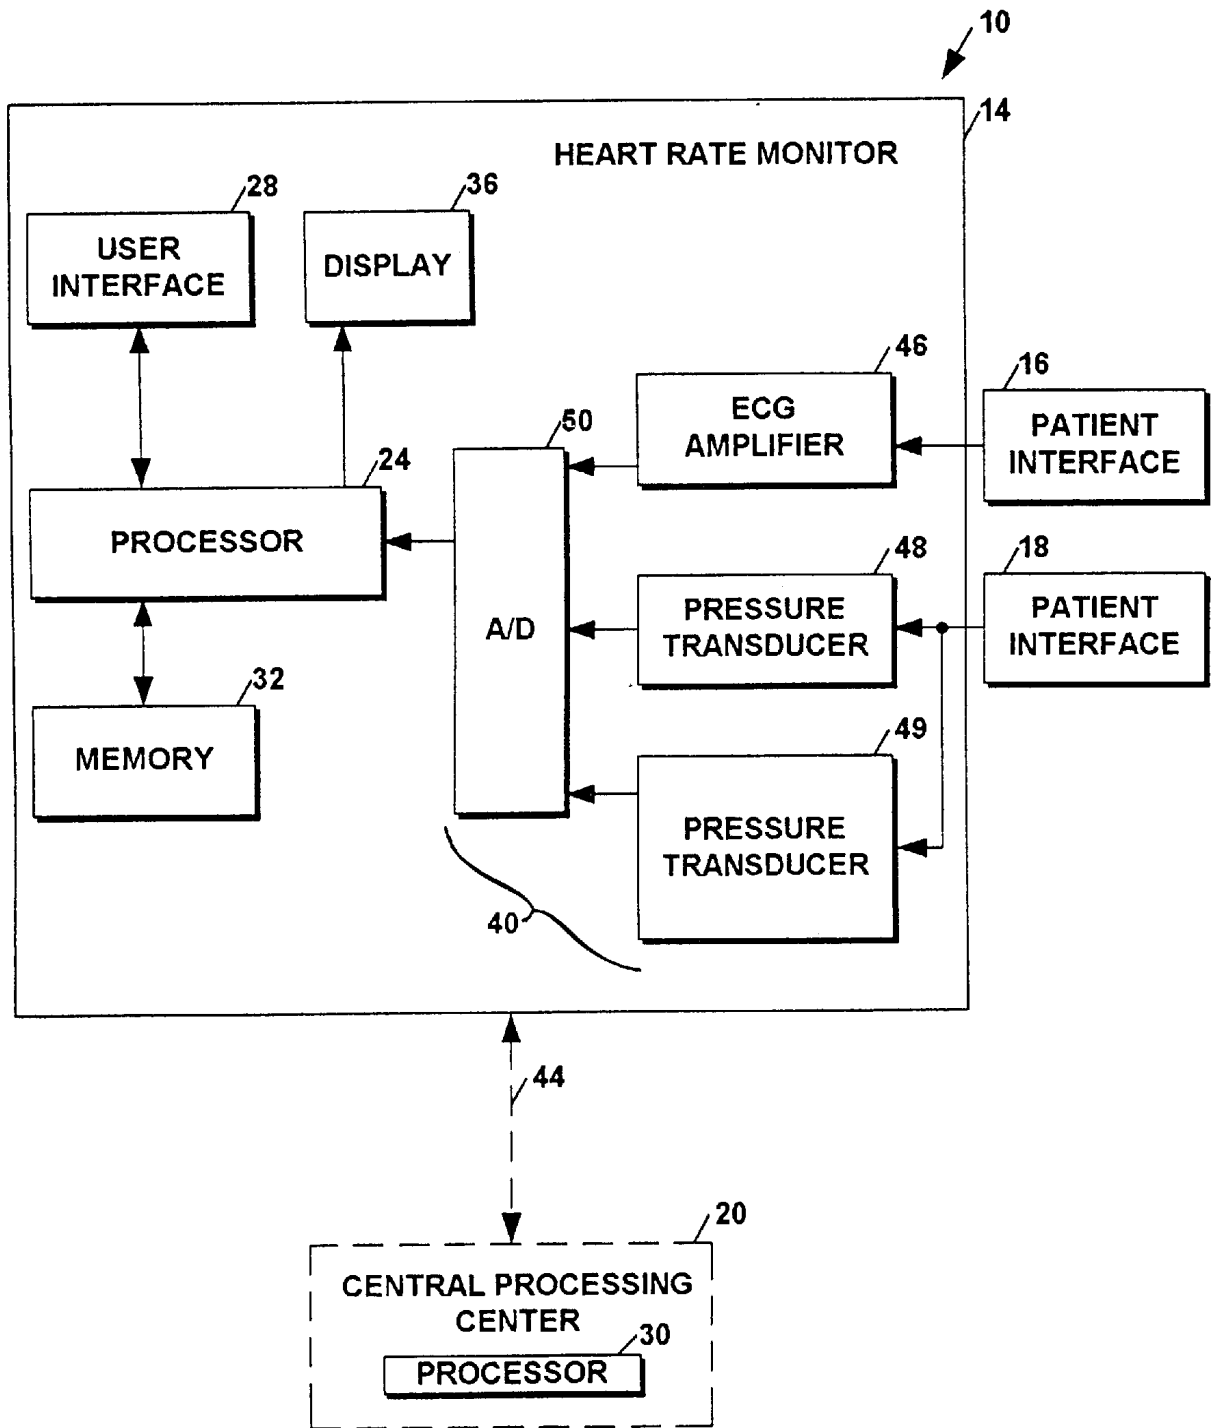 10
14
HEART RATE MONITOR
28
36
USER
INTERFACE
DISPLAY
46
16
ECG
AMPLIFIER
PATIENT
INTERFACE
50
24
PROCESSOR
48
18
A/D
PRESSURE
TRANSDUCER
PATIENT
INTERFACE
32
MEMORY
49
PRESSURE
TRANSDUCER
40
44
20
CENTRAL PROCESSING
CENTER
30
PROCESSOR